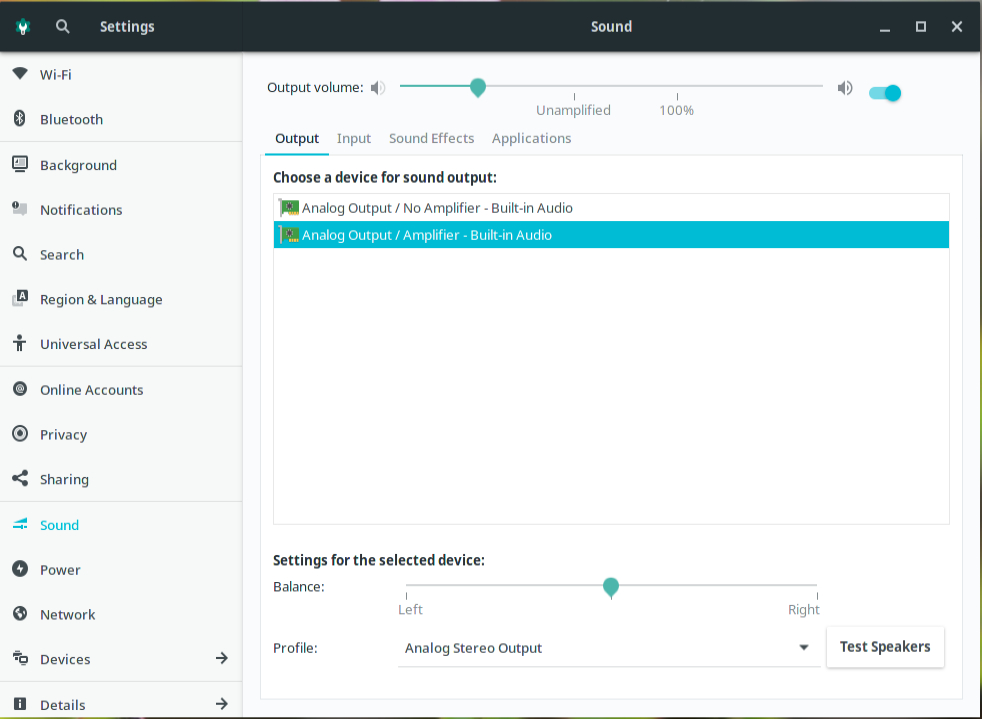 Settings
Sound
Wi-Fi
Bluetooth
Background
Notifications
Search
Region & Language
Universal Access
Online Accounts
Privacy
Sharing
Sound
Power
Network
Devices
Details
Output volume:
Unamplified 100%
Output Input Sound Effects Applications
Choose a device for sound output:
Analog Output / No Amplifier - Built-in Audio
Analog Output / Amplifier - Built-in Audio
Settings for the selected device:
Balance:
Left Right
Profile: Analog Stereo Output Test Speakers